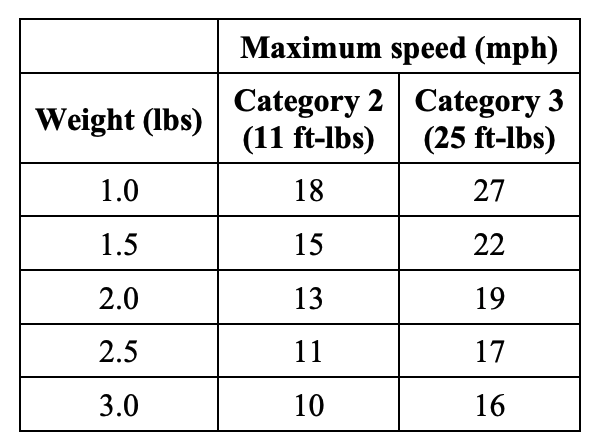 Maximum speed (mph)
Weight (lbs) Category 2 (11 ft-lbs) Category 3 (25 ft-lbs)
1.0 18 27
1.5 15 22
2.0 13 19
2.5 11 17
3.0 10 16